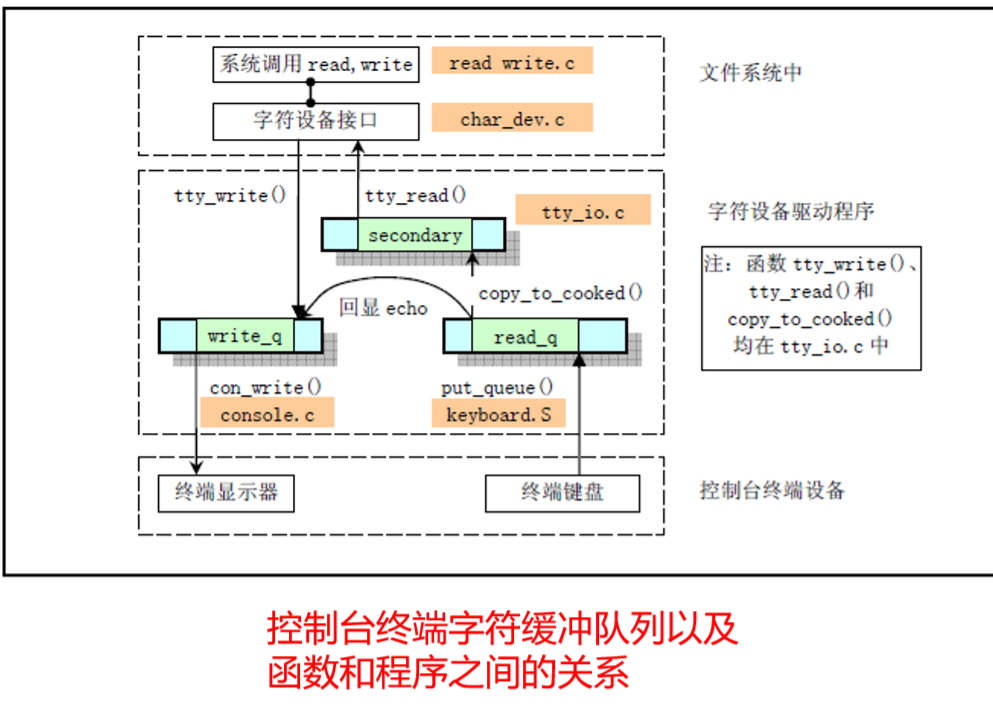 系统调用 read,write
read write.c
文件系统中
字符设备接口
char_dev.c
tty_write()
tty_read()
tty_io.c
字符设备驱动程序
secondary
注：函数 tty_write()、
tty_read()和
copy_to_cooked()
均在 tty_io.c 中
copy_to_cooked()
回显 echo
write_q
read_q
con_write()
put_queue()
console.c
keyboard.S
终端显示器
终端键盘
控制台终端设备
控制台终端字符缓冲队列以及
函数和程序之间的关系